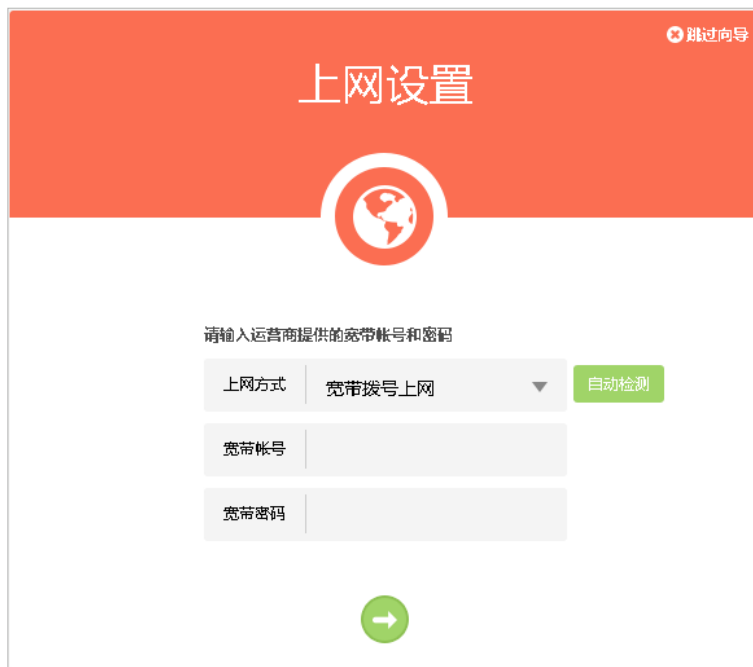 跳过向导
上网设置
请输入运营商提供的宽带帐号和密码
上网方式
宽带拨号上网
自动检测
宽带帐号
宽带密码